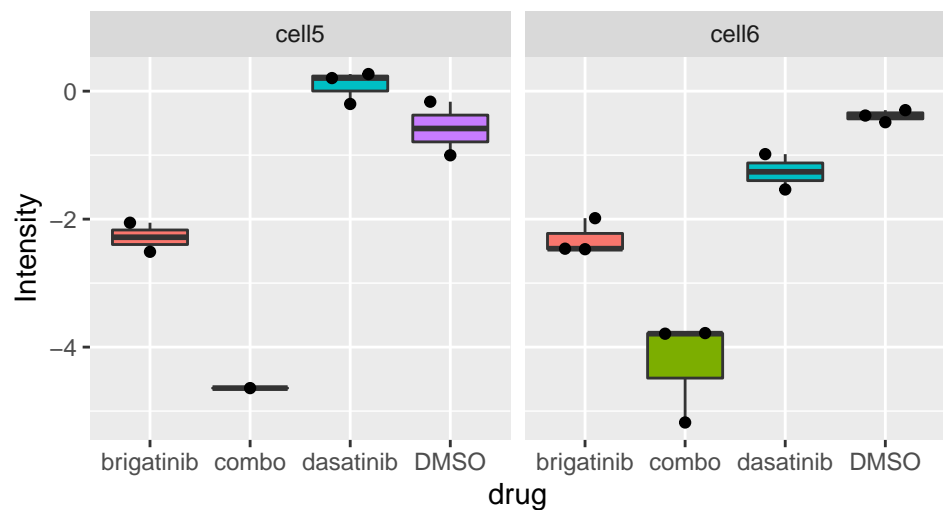 cell5 cell6
0
−2
−4
Intensity
brigatinib combo dasatinib DMSO brigatinib combo dasatinib DMSO
drug